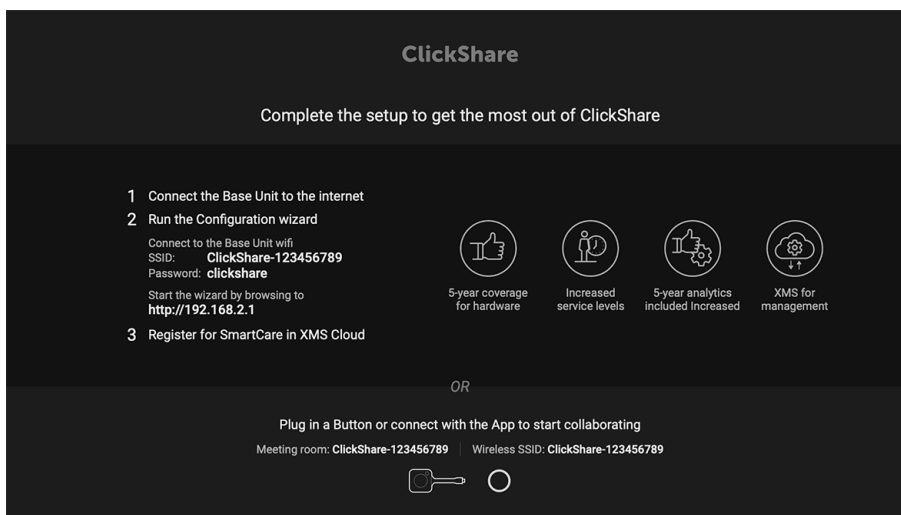 ClickShare
Complete the setup to get the most out of ClickShare
1 Connect the Base Unit to the internet
2 Run the Configuration wizard
Connect to the Base Unit wifi
SSID: ClickShare-123456789
Password: clickshare
Start the wizard by browsing to
http://192.168.2.1
3 Register for SmartCare in XMS Cloud
5-year coverage
for hardware
Increased
service levels
5-year analytics
included Increased
XMS for
management
OR
Plug in a Button or connect with the App to start collaborating
Meeting room: ClickShare-123456789 | Wireless SSID: ClickShare-123456789